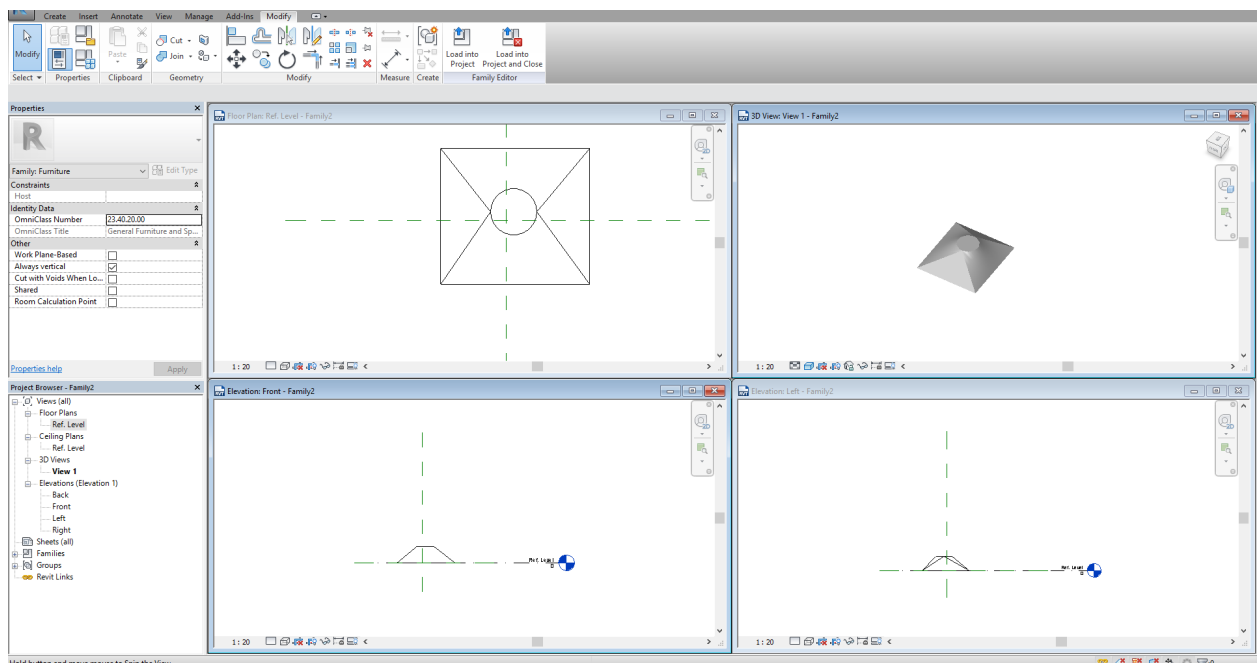 Create Insert Annotate View Manage Add-Ins Modify
Modify
Paste
Cut
Join
Load into Project
Load into Project and Close
Select Properties Clipboard Geometry Modify Measure Create Family Editor
Properties
R
Family: Furniture
Edit Type
Constraints
Host
Identity Data
OmniClass Number 23.40.20.00
OmniClass Title General Furniture and Sp...
Other
Work Plane-Based
Always vertical
Cut with Voids When Lo...
Shared
Room Calculation Point
Properties help
Apply
Project Browser - Family2
Views (all)
Floor Plans
Ref. Level
Ceiling Plans
Ref. Level
3D Views
View 1
Elevations (Elevation 1)
Back
Front
Left
Right
Sheets (all)
Families
Groups
Revit Links
Floor Plan: Ref. Level - Family2
1 : 20
3D View: View 1 - Family2
1 : 20
Elevation: Front - Family2
Ref. Level
0
1 : 20
Elevation: Left - Family2
Ref. Level
0
1 : 20